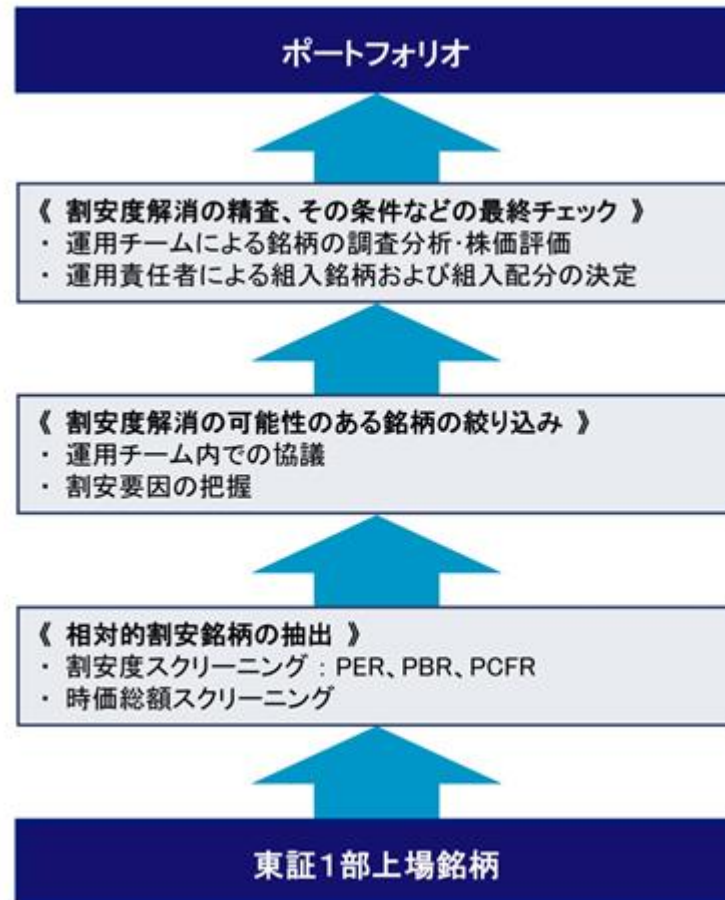 ポートフォリオ
《 割安度解消の精査、その条件などの最終チェック 》
・ 運用チームによる銘柄の調査分析・株価評価
・ 運用責任者による組入銘柄および組入配分の決定
《 割安度解消の可能性のある銘柄の絞り込み 》
・ 運用チーム内での協議
・ 割安要因の把握
《 相対的割安銘柄の抽出 》
・ 割安度スクリーニング : PER、PBR、PCFR
・ 時価総額スクリーニング
東証1部上場銘柄